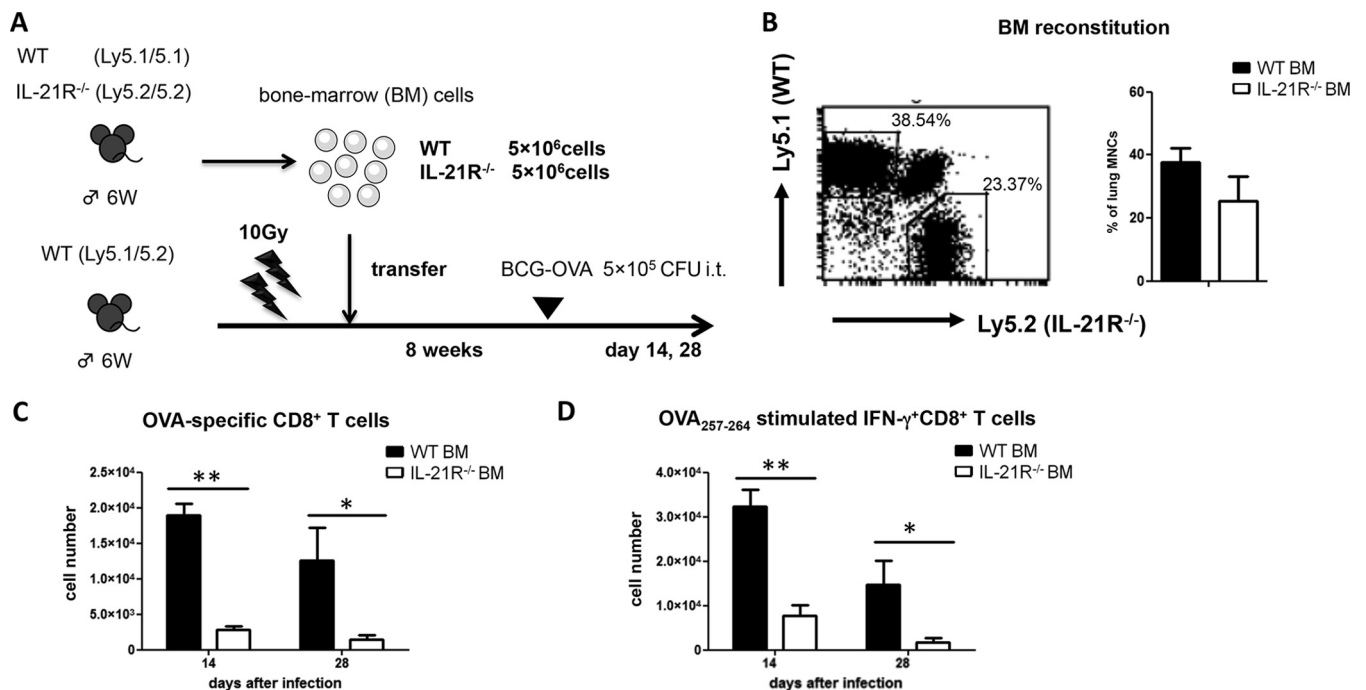 A
WT (Ly5.1/5.1)
IL-21R-/- (Ly5.2/5.2)
♂ 6W
bone-marrow (BM) cells
WT 5×10⁶cells
IL-21R-/- 5×10⁶cells
WT (Ly5.1/5.2)
♂ 6W
10Gy
transfer
BCG-OVA 5×10⁵ CFU i.t.
8 weeks
day 14, 28
B
BM reconstitution
WT BM
IL-21R-/- BM
Ly5.1 (WT)
38.54%
23.37%
Ly5.2 (IL-21R-/-)
% of lung MNCs
60
40
20
0
C
OVA-specific CD8⁺ T cells
WT BM
IL-21R-/- BM
cell number
2.5×10⁴
2.0×10⁴
1.5×10⁴
1.0×10⁴
5.0×10³
0
**
*
14 28
days after infection
D
OVA₂₅₇₋₂₆₄ stimulated IFN-γ⁺CD8⁺ T cells
WT BM
IL-21R-/- BM
cell number
4.0×10⁴
3.0×10⁴
2.0×10⁴
1.0×10⁴
0
**
*
14 28
days after infection